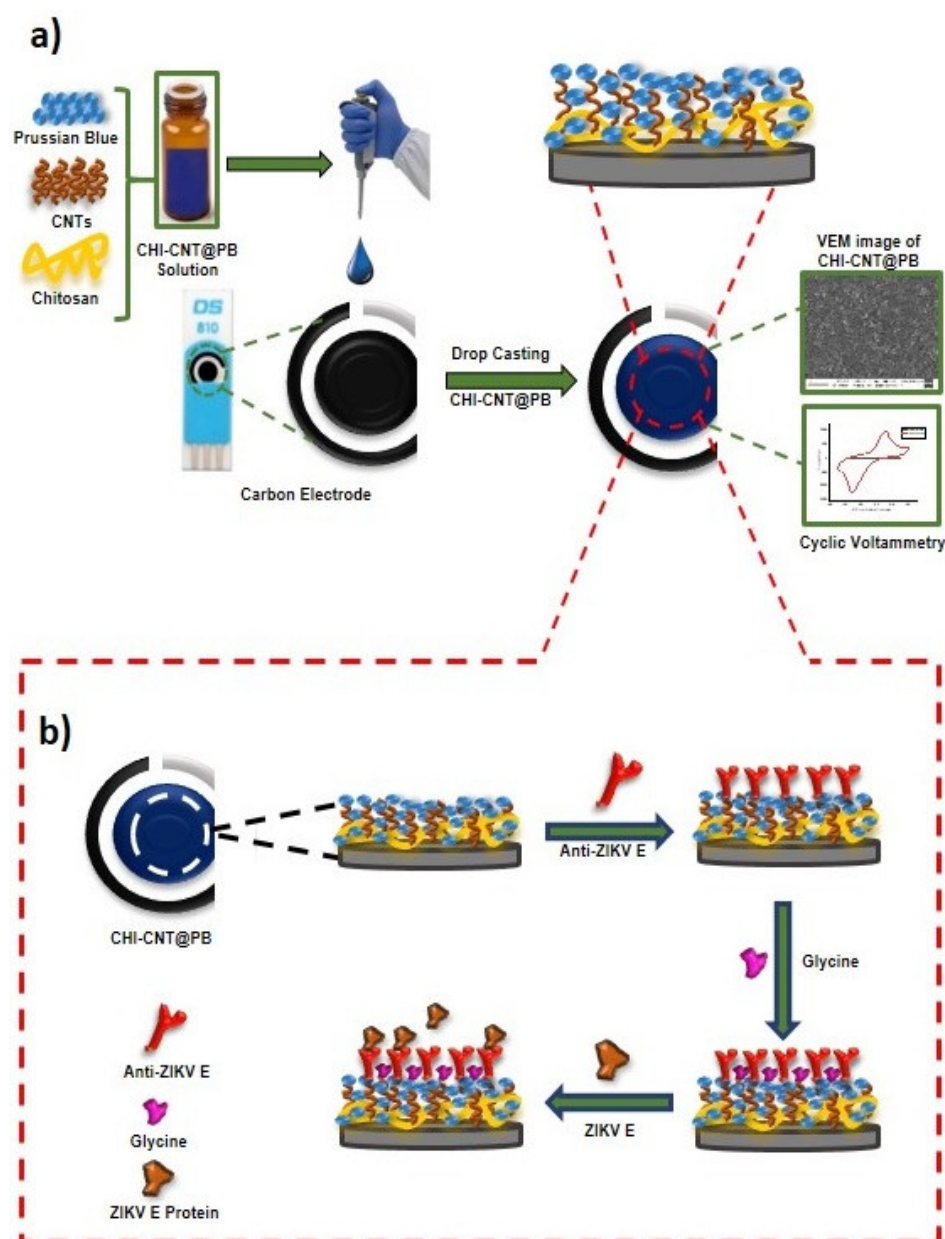 a)
Prussian Blue
CNTs
Chitosan
CHI-CNT@PB
Solution
DS
810
Carbon Electrode
Drop Casting
CHI-CNT@PB
VEM image of
CHI-CNT@PB
Cyclic Voltammetry
b)
CHI-CNT@PB
Anti-ZIKV E
Glycine
ZIKV E
Anti-ZIKV E
Glycine
ZIKV E Protein